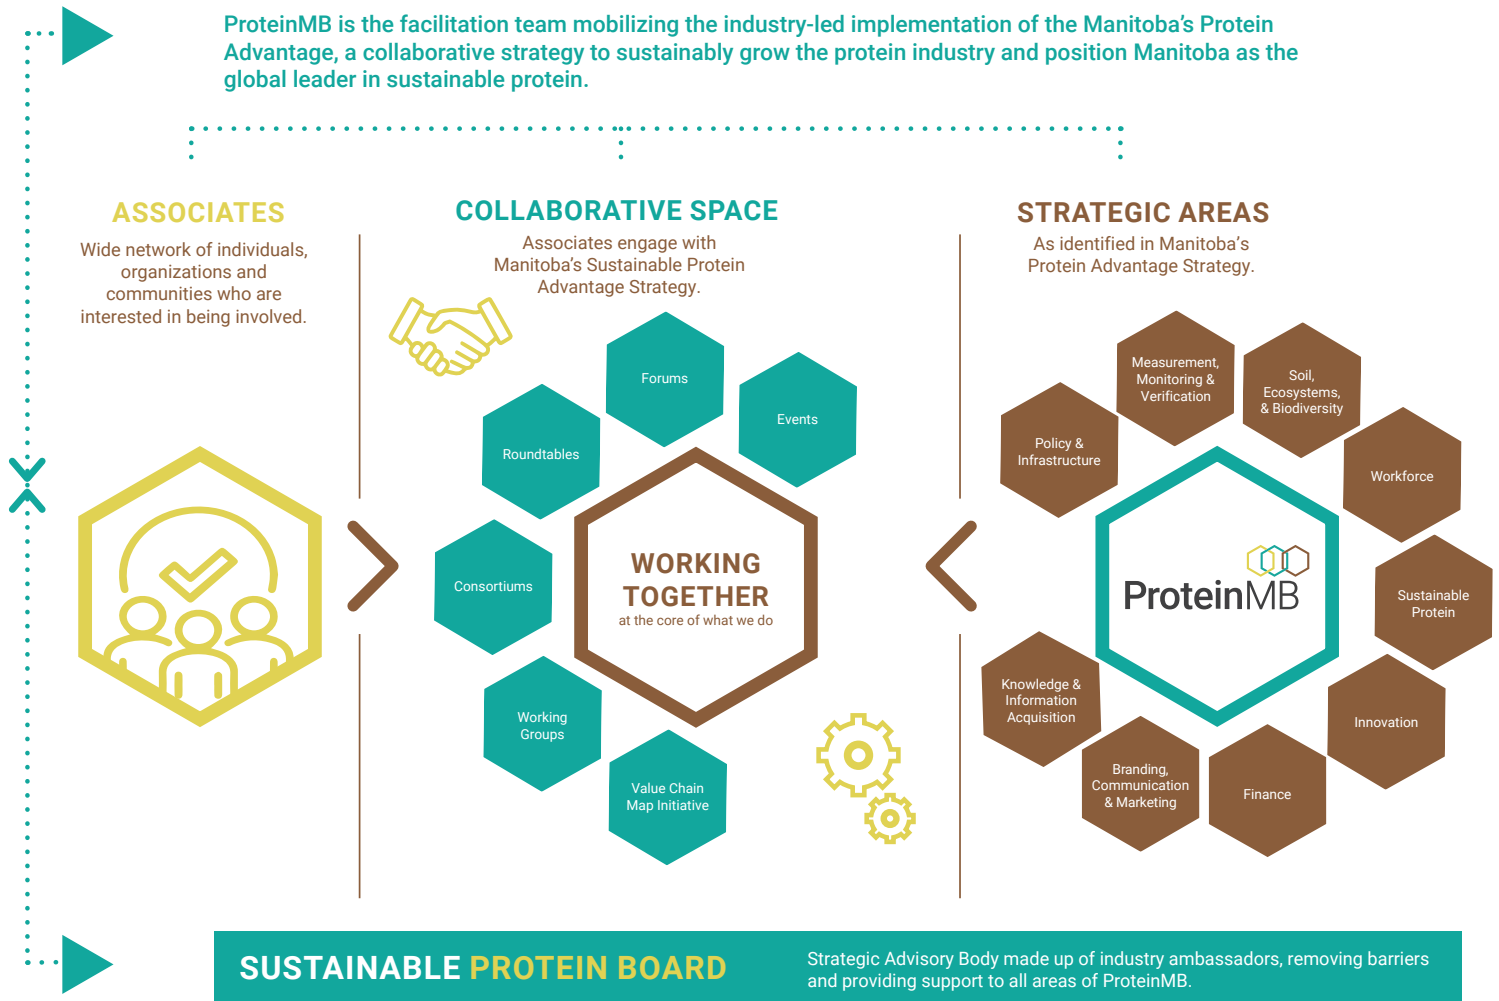 ProteinMB is the facilitation team mobilizing the industry-led implementation of the Manitoba’s Protein
Advantage, a collaborative strategy to sustainably grow the protein industry and position Manitoba as the
global leader in sustainable protein.
ASSOCIATES
Wide network of individuals,
organizations and
communities who are
interested in being involved.
COLLABORATIVE SPACE
Associates engage with
Manitoba’s Sustainable Protein
Advantage Strategy.
Forums
Events
Roundtables
Consortiums
Working
Groups
Value Chain
Map Initiative
WORKING
TOGETHER
at the core of what we do
STRATEGIC AREAS
As identified in Manitoba’s
Protein Advantage Strategy.
Measurement,
Monitoring &
Verification
Soil,
Ecosystems,
& Biodiversity
Policy &
Infrastructure
Workforce
ProteinMB
Sustainable
Protein
Knowledge &
Information
Acquisition
Innovation
Branding,
Communication
& Marketing
Finance
SUSTAINABLE PROTEIN BOARD
Strategic Advisory Body made up of industry ambassadors, removing barriers
and providing support to all areas of ProteinMB.